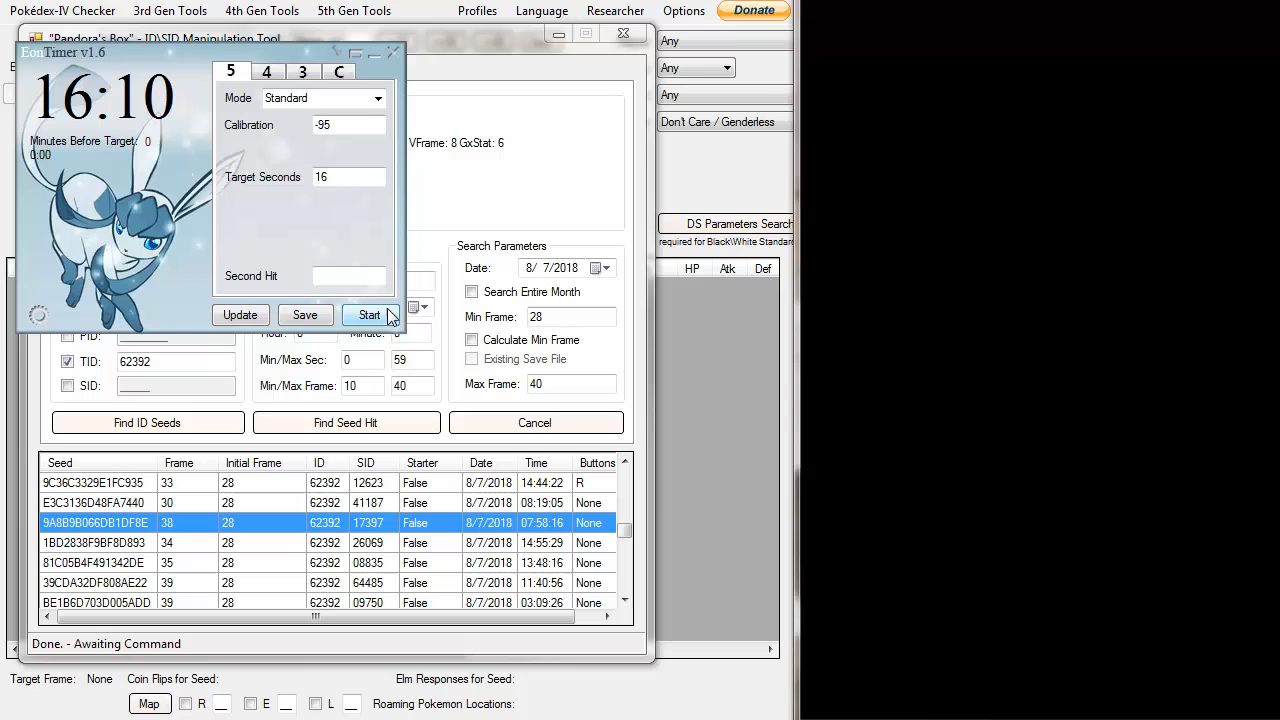 Pokédex-IV Checker 3rd Gen Tools 4th Gen Tools 5th Gen Tools Profiles Language Researcher Options Donate
"Pandora's Box" - ID\SID Manipulation Tool
EonTimer v1.6
16:10
Minutes Before Target: 0
0:00
5 4 3 C
Mode Standard
Calibration -95
Target Seconds 16
Second Hit
Update Save Start
Any
Any
Any
Don't Care / Genderless
DS Parameters Search
required for Black\White Standard
HP Atk Def
VFrame: 8 GxStat: 6
Search Parameters
Date: 8/ 7/2018
Search Entire Month
Min Frame: 28
Calculate Min Frame
Existing Save File
Max Frame: 40
PID:
TID: 62392
SID:
Min/Max Sec: 0 59
Min/Max Frame: 10 40
Find ID Seeds Find Seed Hit Cancel
Seed Frame Initial Frame ID SID Starter Date Time Buttons
9C36C3329E1FC935 33 28 62392 12623 False 8/7/2018 14:44:22 R
E3C3136D48FA7440 30 28 62392 41187 False 8/7/2018 08:19:05 None
9A8B9B066DB1DF8E 38 28 62392 17397 False 8/7/2018 07:58:16 None
1BD2838F9BF8D893 34 28 62392 26069 False 8/7/2018 14:55:29 None
81C05B4F491342DE 35 28 62392 08835 False 8/7/2018 13:48:16 None
39CDA32DF808AE22 39 28 62392 64485 False 8/7/2018 11:40:56 None
BE1B6D703D005ADD 39 28 62392 09750 False 8/7/2018 03:09:26 None
Done. - Awaiting Command
Target Frame: None Coin Flips for Seed: Elm Responses for Seed:
Map R __ E __ L __ Roaming Pokemon Locations: